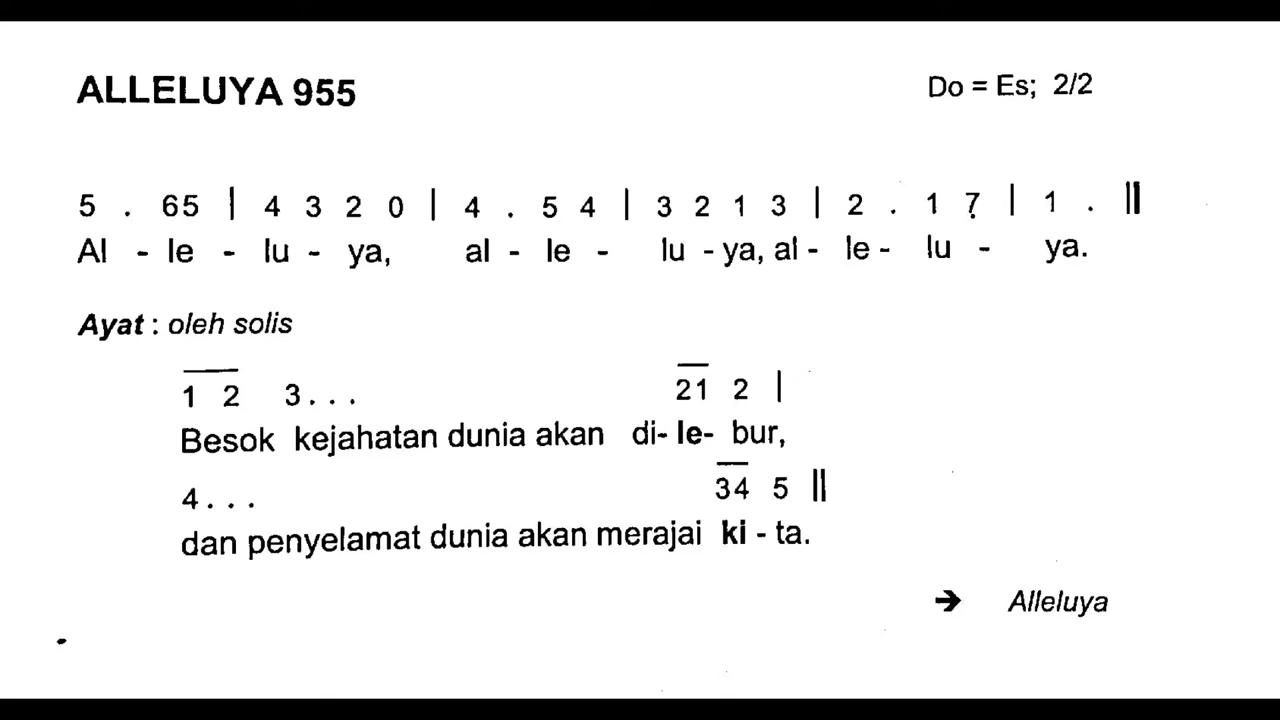 ALLELUYA 955 Do = Es; 2/2
5 . 65 | 4 3 2 0 | 4 . 5 4 | 3 2 1 3 | 2 . 1 7̣ | 1 . ||
Al - le - lu - ya, al - le - lu - ya, al - le - lu - ya.
Ayat : oleh solis
1 2 3 . . . 21 2 |
Besok kejahatan dunia akan di- le- bur,
4 . . . 34 5 ||
dan penyelamat dunia akan merajai ki - ta.
➔ Alleluya